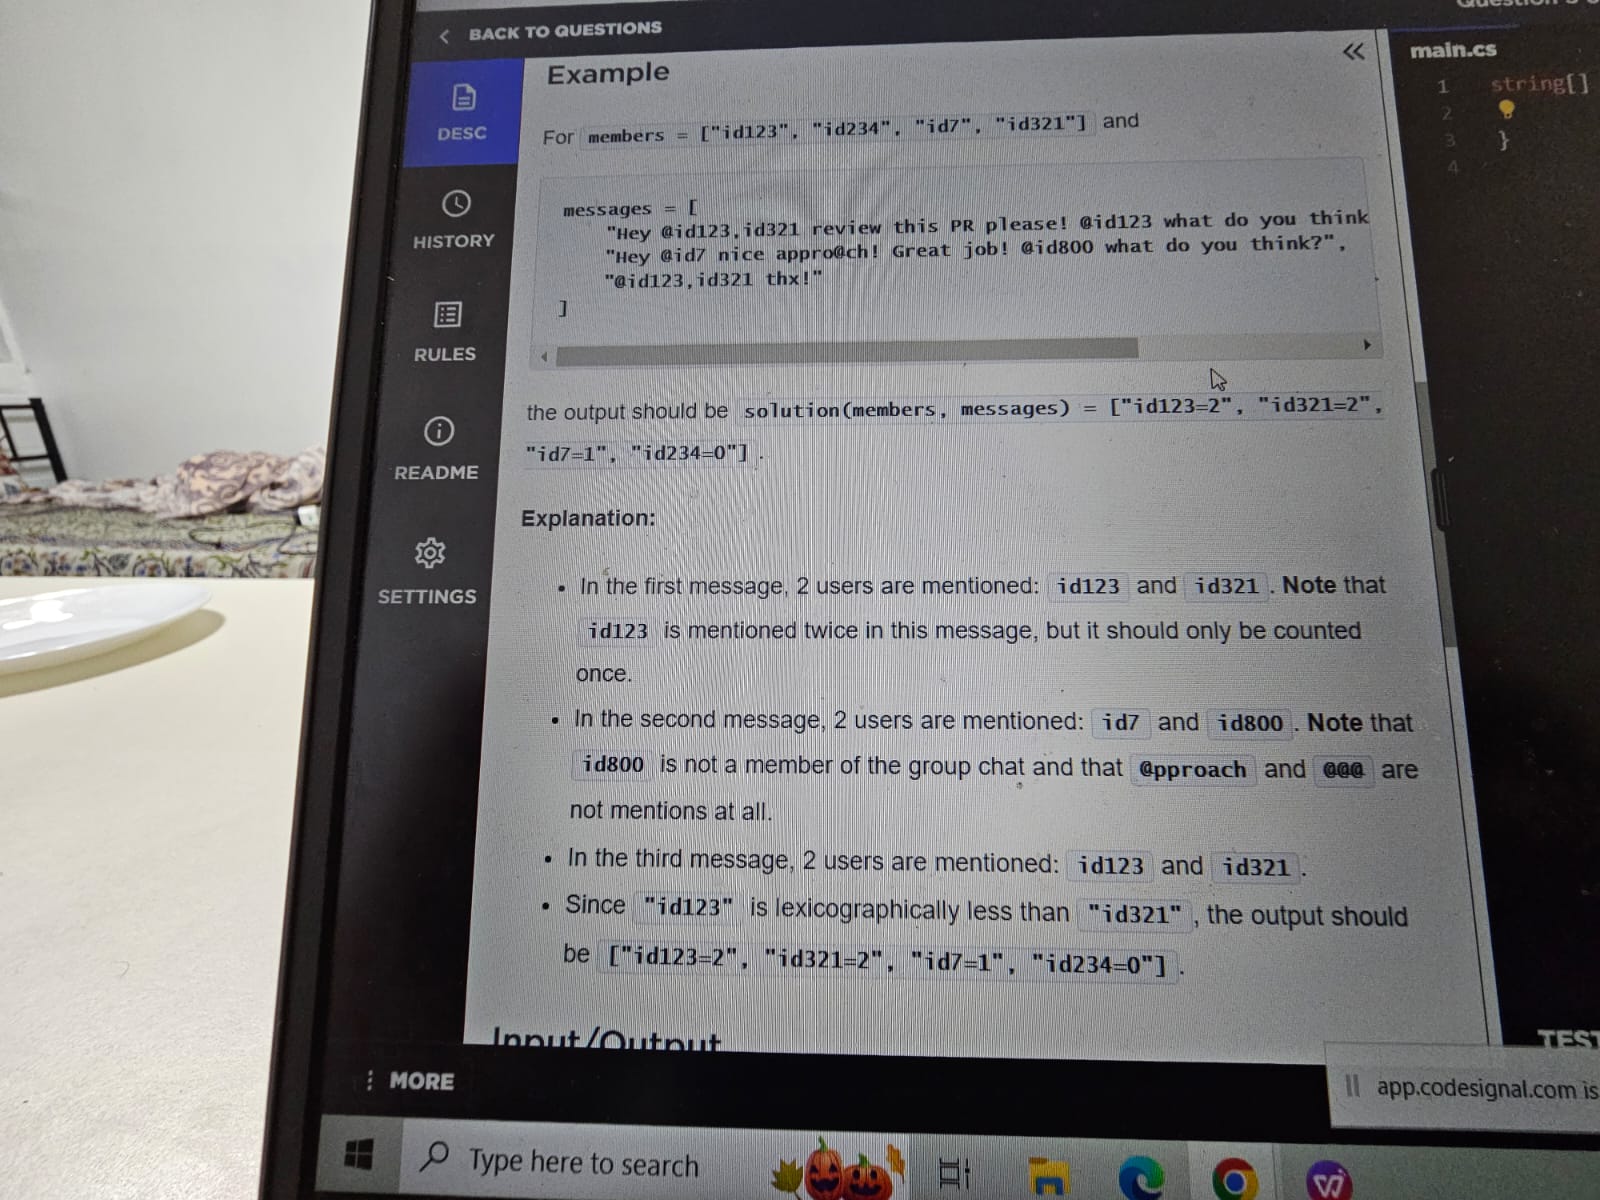 BACK TO QUESTIONS
main.cs
DESC
HISTORY
RULES
README
SETTINGS
MORE
Example
For members = ["id123", "id234", "id7", "id321"] and
messages = [
"Hey @id123,id321 review this PR please! @id123 what do you think
"Hey @id7 nice appro@ch! Great job! @id800 what do you think?",
"@id123,id321 thx!"
]
the output should be solution(members, messages) = ["id123=2", "id321=2",
"id7=1", "id234=0"] .
Explanation:
• In the first message, 2 users are mentioned: id123 and id321 . Note that
id123 is mentioned twice in this message, but it should only be counted
once.
• In the second message, 2 users are mentioned: id7 and id800 . Note that
id800 is not a member of the group chat and that @pproach and @@@ are
not mentions at all.
• In the third message, 2 users are mentioned: id123 and id321 .
• Since "id123" is lexicographically less than "id321" , the output should
be ["id123=2", "id321=2", "id7=1", "id234=0"] .
Input/Output
1 string[]
2
3 }
4
TEST
app.codesignal.com is
Type here to search